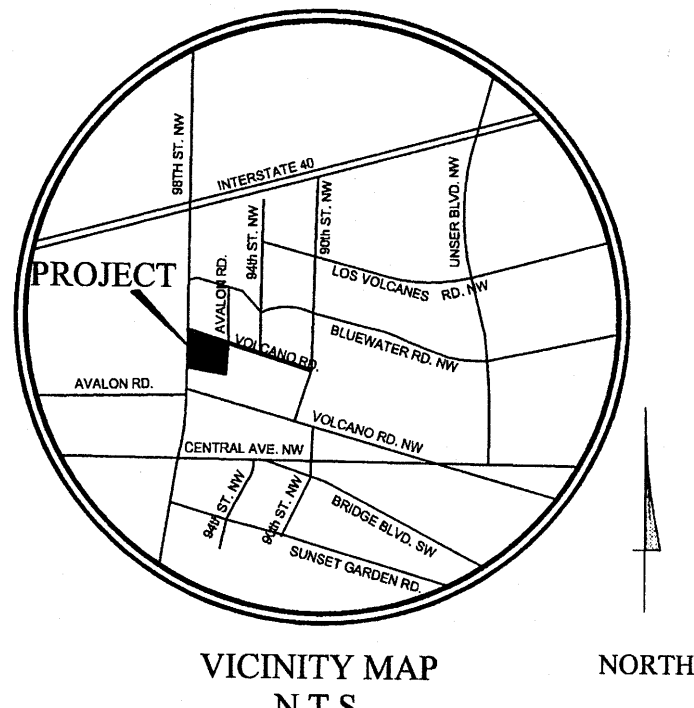 98TH ST. NW
INTERSTATE 40
UNSER BLVD. NW
94th ST. NW
90th ST. NW
AVALON RD.
LOS VOLCANES RD. NW
PROJECT
BLUEWATER RD. NW
VOLCANO RD.
AVALON RD.
VOLCANO RD. NW
CENTRAL AVE. NW
94th ST. NW
90th ST. NW
BRIDGE BLVD. SW
SUNSET GARDEN RD.
VICINITY MAP
NORTH
N.T.S.